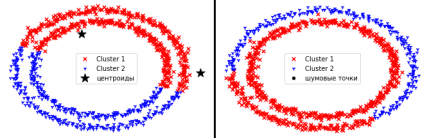 Cluster 1
Cluster 2
центроиды
Cluster 1
Cluster 2
шумовые точки